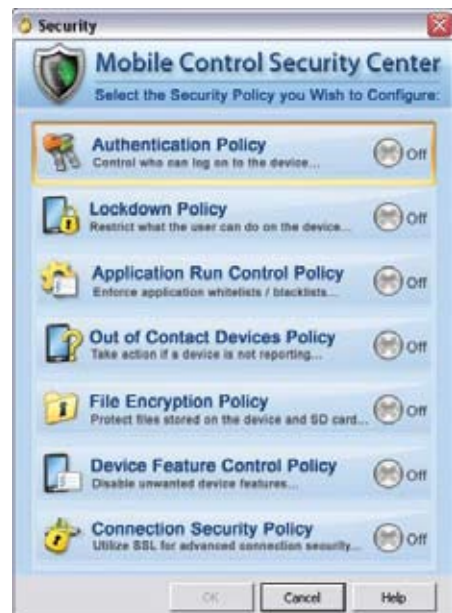 Security
Mobile Control Security Center
Select the Security Policy you Wish to Configure:
Authentication Policy
Control who can log on to the device...
Off
Lockdown Policy
Restrict what the user can do on the device...
Off
Application Run Control Policy
Enforce application whitelists / blacklists...
Off
Out of Contact Devices Policy
Take action if a device is not reporting...
Off
File Encryption Policy
Protect files stored on the device and SD card...
Off
Device Feature Control Policy
Disable unwanted device features...
Off
Connection Security Policy
Utilize SSL for advanced connection security...
Off
OK
Cancel
Help